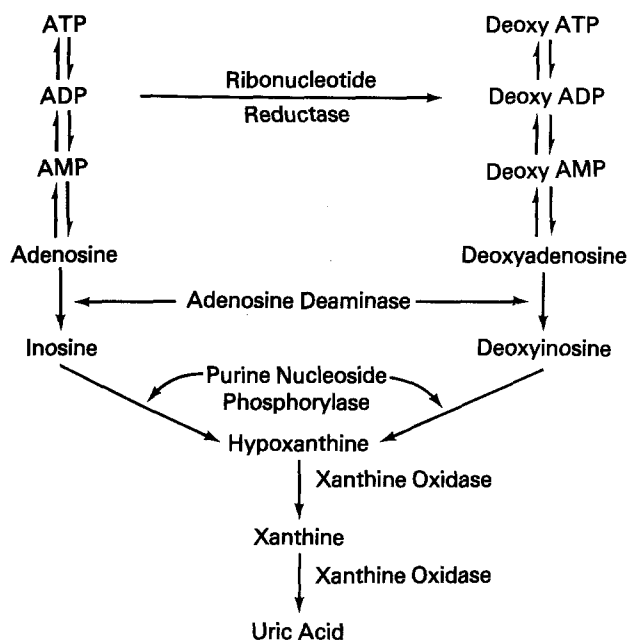 ATP
Deoxy ATP
Ribonucleotide
ADP
Deoxy ADP
Reductase
AMP
Deoxy AMP
Adenosine
Deoxyadenosine
Adenosine Deaminase
Inosine
Deoxyinosine
Purine Nucleoside
Phosphorylase
Hypoxanthine
Xanthine Oxidase
Xanthine
Xanthine Oxidase
Uric Acid